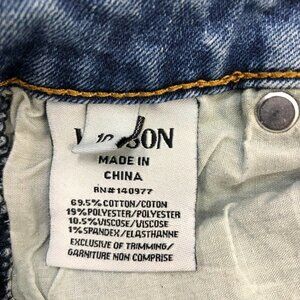 MADE IN
CHINA
RN#140977
69.5% COTTON/COTON
19% POLYESTER/POLYESTER
10.5% VISCOSE/VISCOSE
1% SPANDEX/ELASTHANNE
EXCLUSIVE OF TRIMMING/
GARNITURE NON COMPRISE